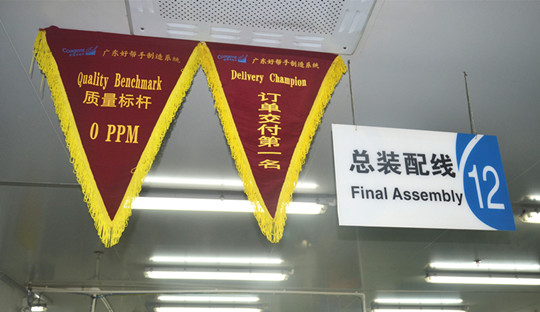 广东好帮手制造系统
Quality Benchmark
质量标杆
0 PPM
广东好帮手制造系统
Delivery Champion
订单交付第一名
总装配线
Final Assembly
12